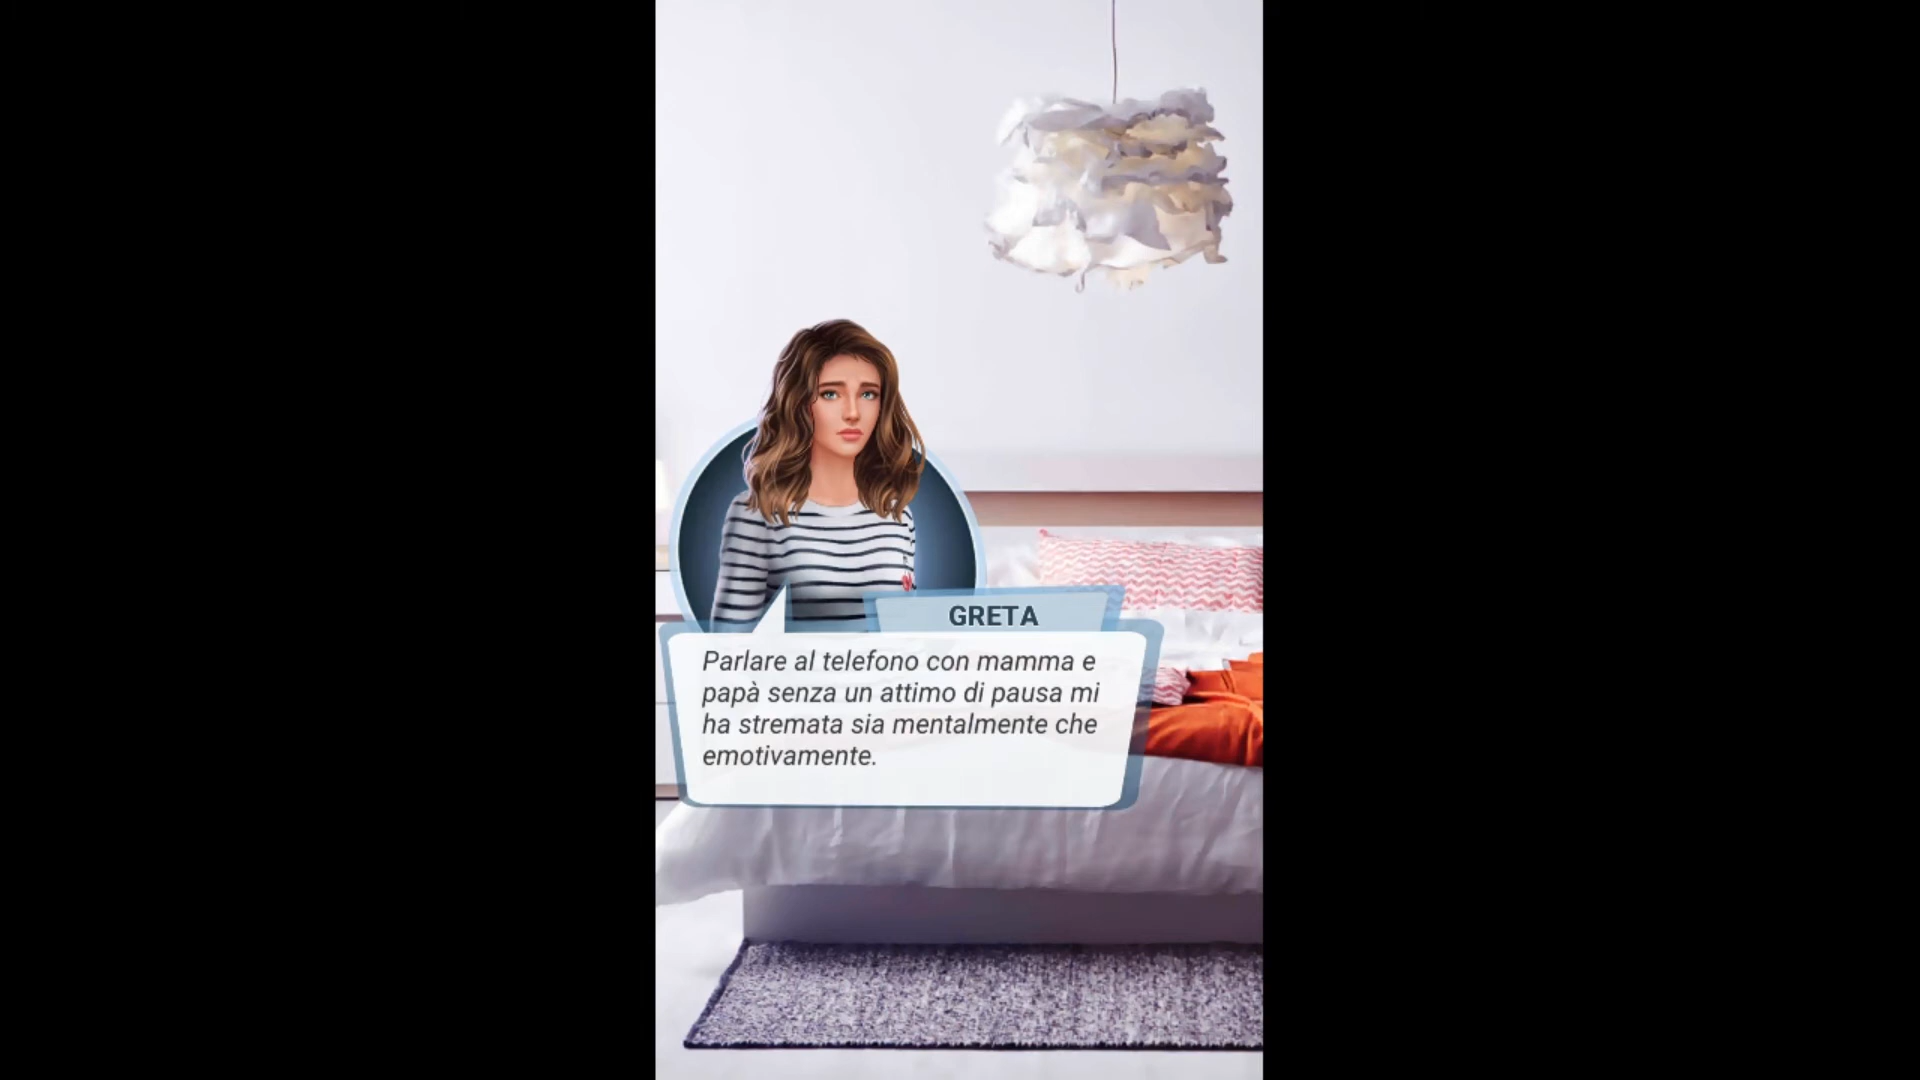 GRETA
Parlare al telefono con mamma e
papà senza un attimo di pausa mi
ha stremata sia mentalmente che
emotivamente.